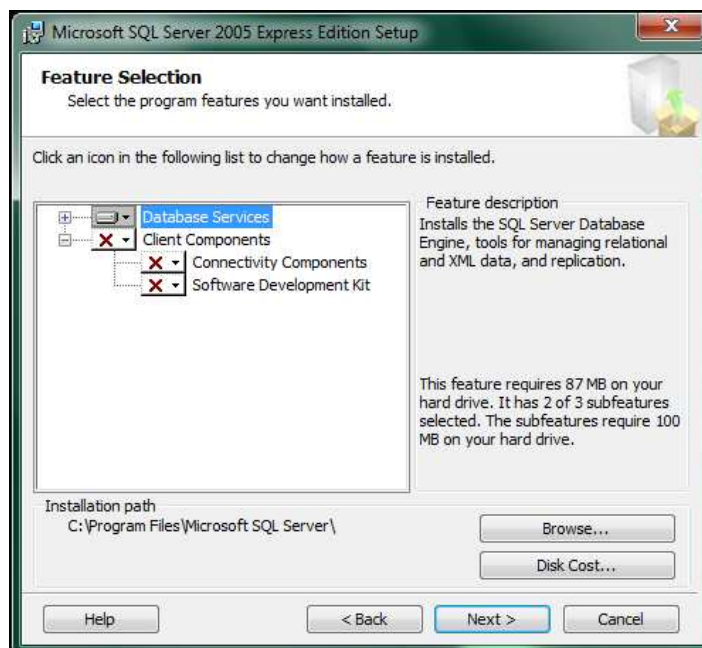 Microsoft SQL Server 2005 Express Edition Setup
Feature Selection
Select the program features you want installed.
Click an icon in the following list to change how a feature is installed.
Database Services
Client Components
Connectivity Components
Software Development Kit
Feature description
Installs the SQL Server Database
Engine, tools for managing relational
and XML data, and replication.
This feature requires 87 MB on your
hard drive. It has 2 of 3 subfeatures
selected. The subfeatures require 100
MB on your hard drive.
Installation path
C:\Program Files\Microsoft SQL Server\
Browse...
Disk Cost...
Help
< Back
Next >
Cancel